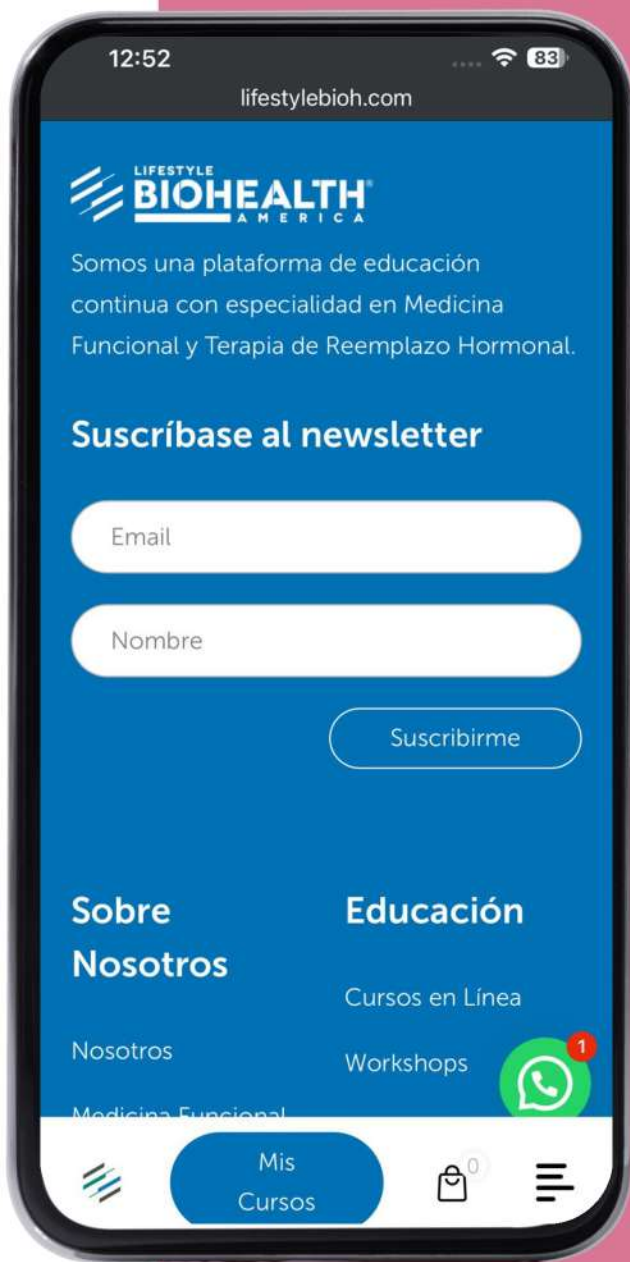 12:52
83
lifestylebioh.com
LIFESTYLE
BIOHEALTH®
AMERICA
Somos una plataforma de educación
continua con especialidad en Medicina
Funcional y Terapia de Reemplazo Hormonal.
Suscríbase al newsletter
Email
Nombre
Suscribirme
Sobre
Nosotros
Nosotros
Medicina Funcional
Educación
Cursos en Línea
Workshops
1
Mis
Cursos
0